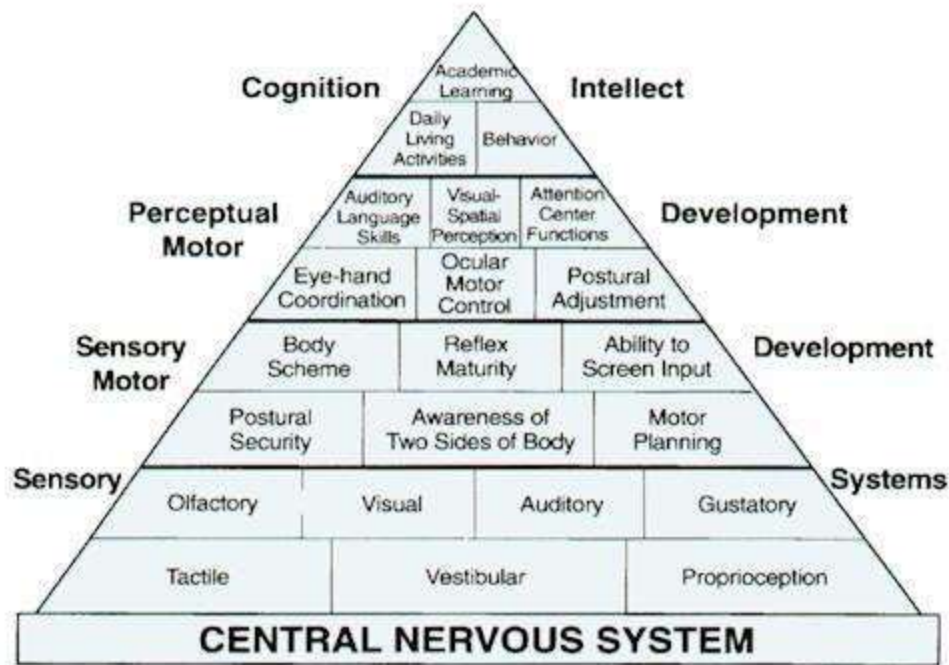 Academic
Learning
Cognition
Intellect
Daily
Living
Activities
Behavior
Perceptual
Motor
Auditory
Language
Skills
Visual-
Spatial
Perception
Attention
Center
Functions
Development
Eye-hand
Coordination
Ocular
Motor
Control
Postural
Adjustment
Sensory
Motor
Body
Scheme
Reflex
Maturity
Ability to
Screen Input
Development
Postural
Security
Awareness of
Two Sides of Body
Motor
Planning
Sensory
Systems
Olfactory
Visual
Auditory
Gustatory
Tactile
Vestibular
Proprioception
CENTRAL NERVOUS SYSTEM